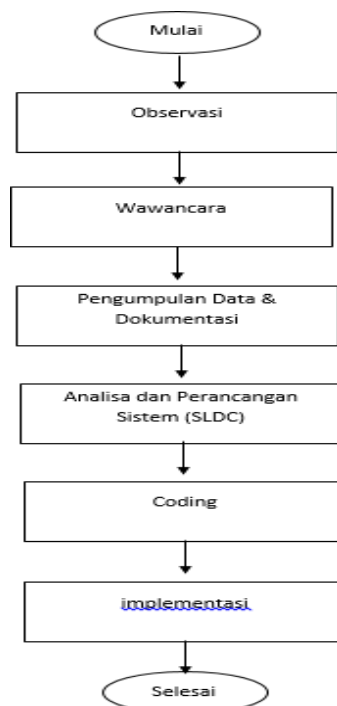 Mulai
Observasi
Wawancara
Pengumpulan Data &
Dokumentasi
Analisa dan Perancangan
Sistem (SLDC)
Coding
implementasi
Selesai